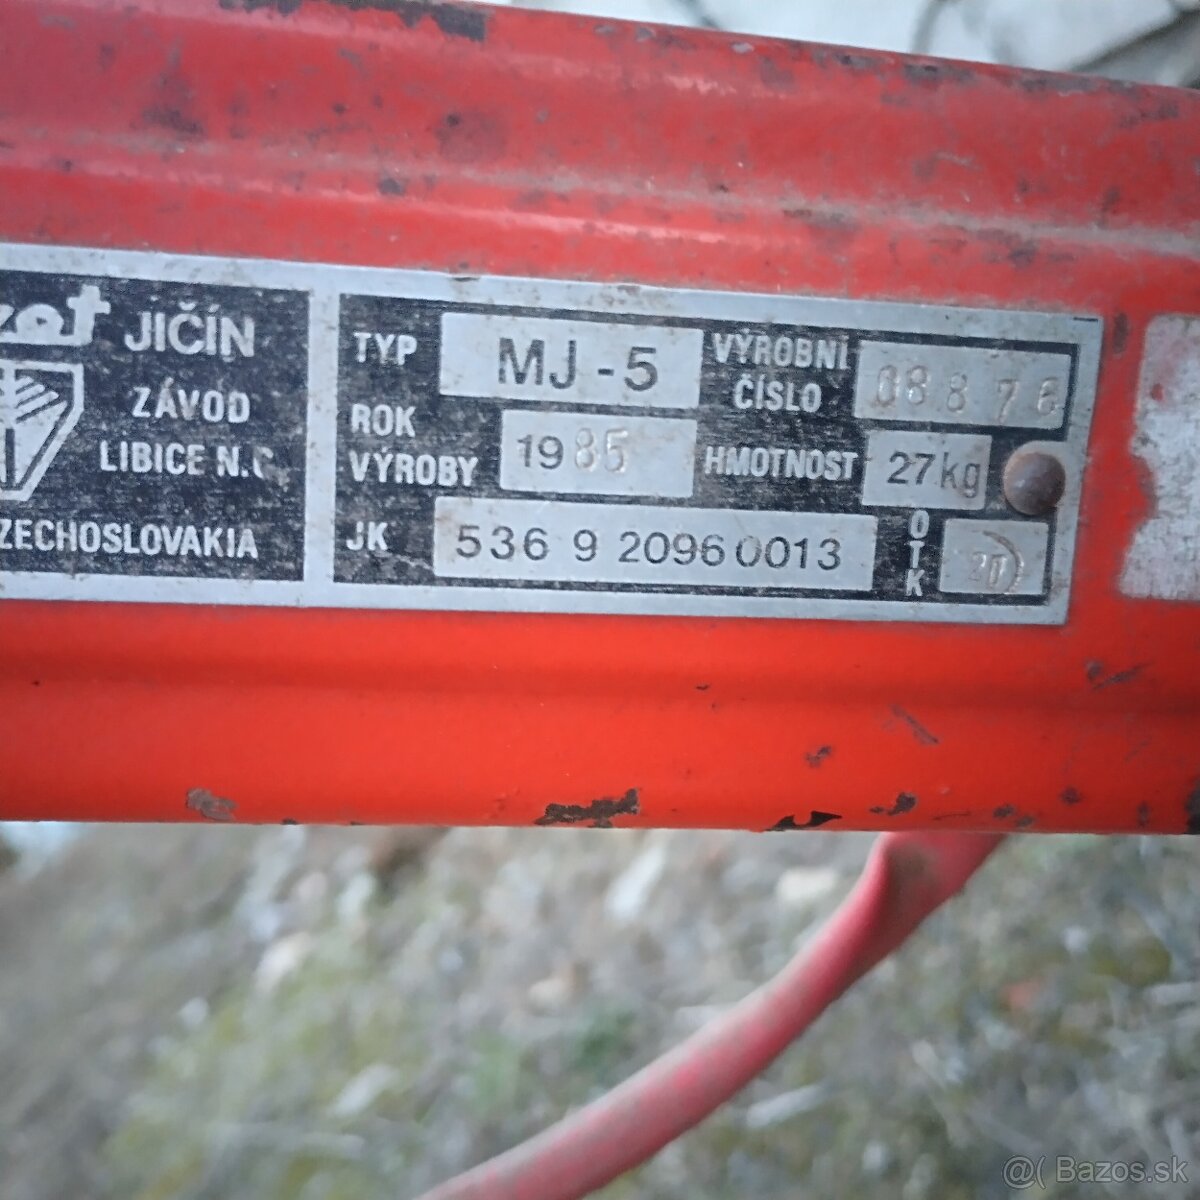 JIČÍN
ZÁVOD
LIBICE N.C
ZECHOSLOVAKIA
TYP MJ - 5
VÝROBNÍ ČÍSLO 08876
ROK VÝROBY 1985
HMOTNOST 27kg
JK 536 9 2096 0013
OTK 20
@( Bazos.sk